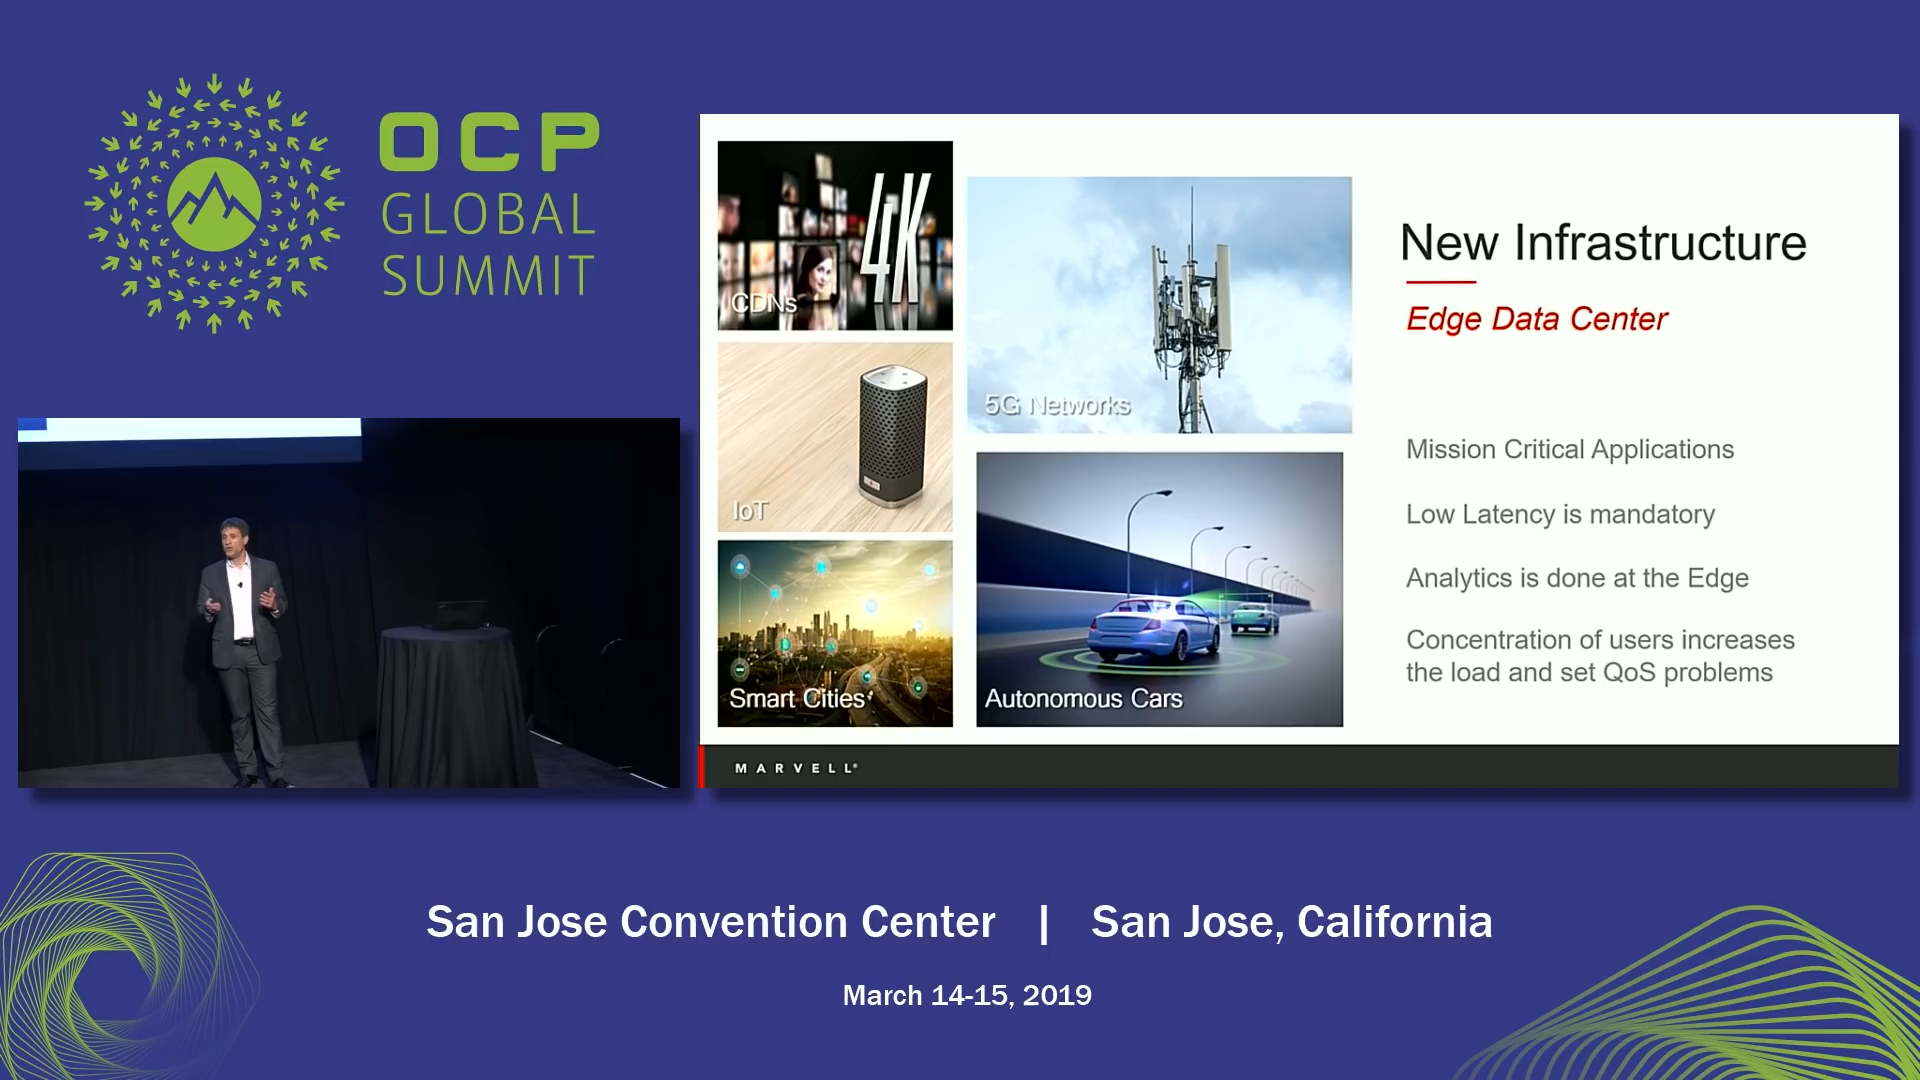 OCP
GLOBAL
SUMMIT
4K
CDNs
IoT
Smart Cities
5G Networks
Autonomous Cars
New Infrastructure
Edge Data Center
Mission Critical Applications
Low Latency is mandatory
Analytics is done at the Edge
Concentration of users increases
the load and set QoS problems
MARVELL®
San Jose Convention Center | San Jose, California
March 14-15, 2019